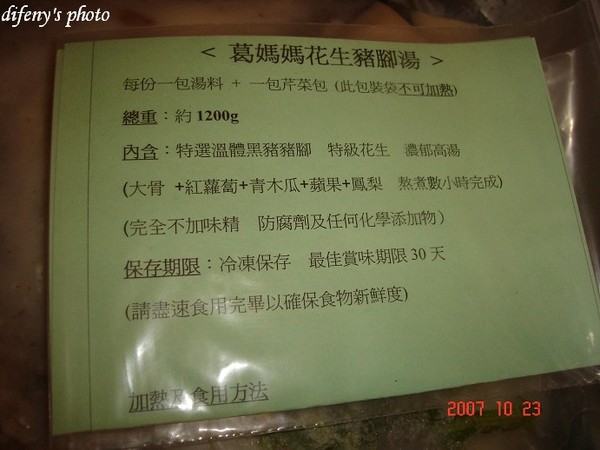 difeny's photo
< 葛媽媽花生豬腳湯 >
每份一包湯料 + 一包芹菜包 (此包裝袋不可加熱)
總重：約 1200g
內含：特選溫體黑豬豬腳 特級花生 濃郁高湯
(大骨 +紅蘿蔔+青木瓜+蘋果+鳳梨 熬煮數小時完成)
(完全不加味精 防腐劑及任何化學添加物)
保存期限：冷凍保存 最佳賞味期限 30 天
(請盡速食用完畢以確保食物新鮮度)
加熱及食用方法
2007 10 23